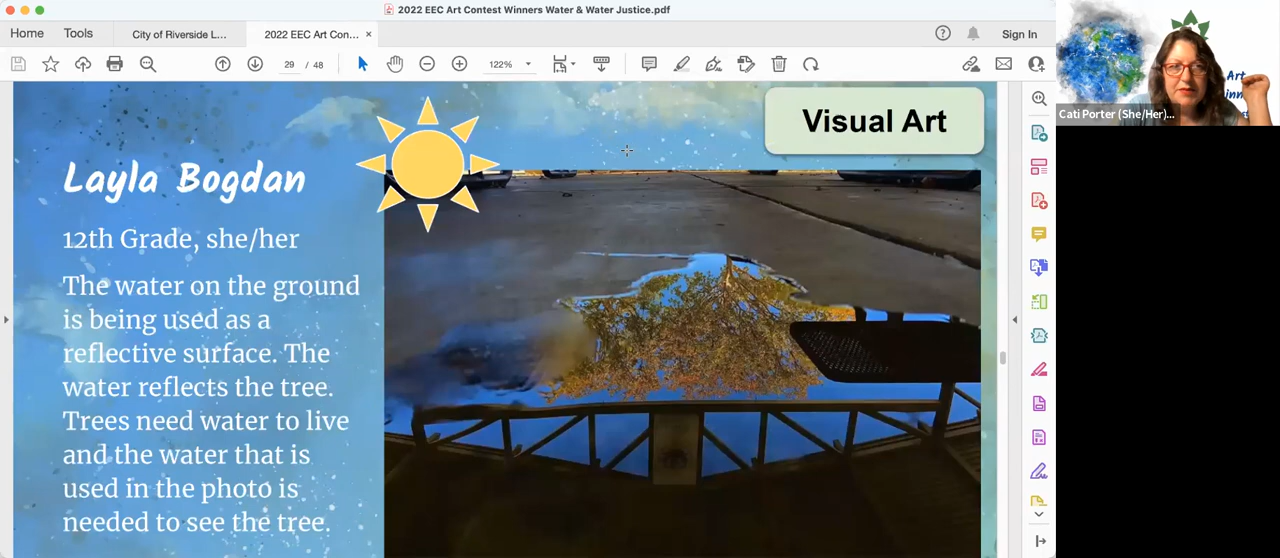 2022 EEC Art Contest Winners Water & Water Justice.pdf
Home Tools City of Riverside L... 2022 EEC Art Con... × Sign In
29 / 48 122%
Visual Art
Layla Bogdan
12th Grade, she/her
The water on the ground
is being used as a
reflective surface. The
water reflects the tree.
Trees need water to live
and the water that is
used in the photo is
needed to see the tree.
Art
Cati Porter (She/Her)...